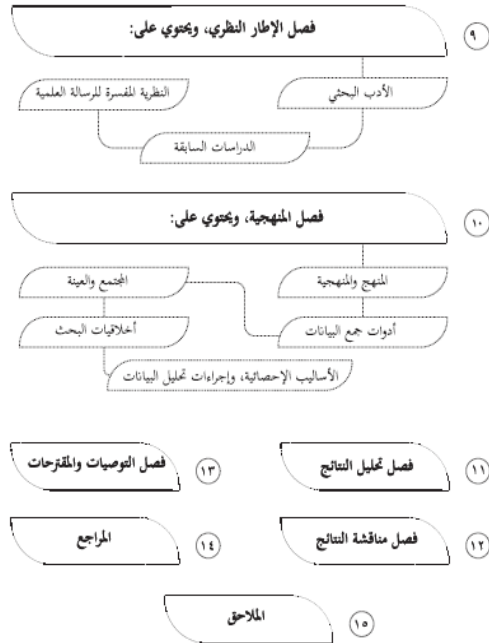 ٩ فصل الإطار النظري، ويحتوي على:
الأدب البحثي
النظرية المفسرة للرسالة العلمية
الدراسات السابقة
١٠ فصل المنهجية، ويحتوي على:
المنهج والمنهجية
المجتمع والعينة
أدوات جمع البيانات
أخلاقيات البحث
الأساليب الإحصائية، وإجراءات تحليل البيانات
١١ فصل تحليل النتائج
١٣ فصل التوصيات والمقترحات
١٢ فصل مناقشة النتائج
١٤ المراجع
١٥ الملاحق